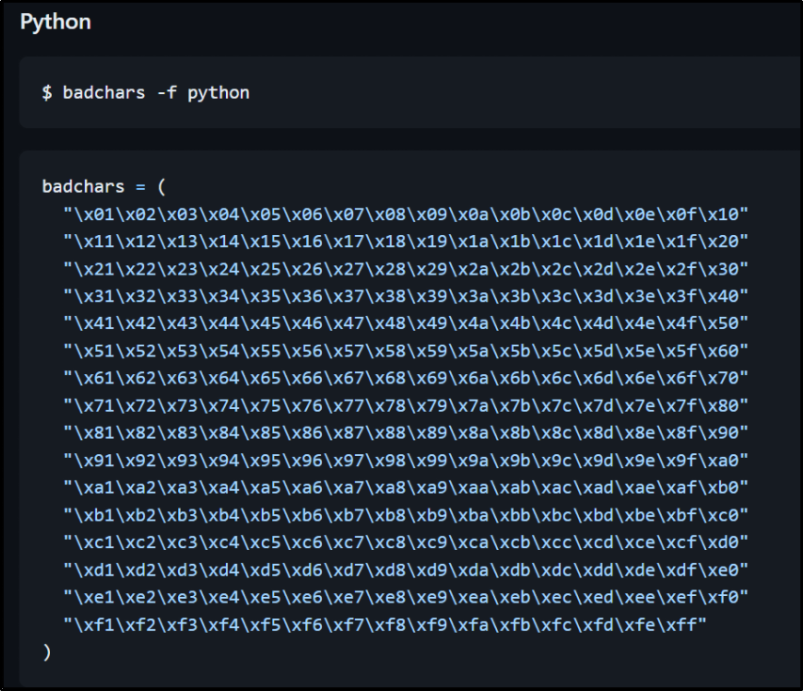 Python
$ badchars -f python
badchars = (
"\x01\x02\x03\x04\x05\x06\x07\x08\x09\x0a\x0b\x0c\x0d\x0e\x0f\x10"
"\x11\x12\x13\x14\x15\x16\x17\x18\x19\x1a\x1b\x1c\x1d\x1e\x1f\x20"
"\x21\x22\x23\x24\x25\x26\x27\x28\x29\x2a\x2b\x2c\x2d\x2e\x2f\x30"
"\x31\x32\x33\x34\x35\x36\x37\x38\x39\x3a\x3b\x3c\x3d\x3e\x3f\x40"
"\x41\x42\x43\x44\x45\x46\x47\x48\x49\x4a\x4b\x4c\x4d\x4e\x4f\x50"
"\x51\x52\x53\x54\x55\x56\x57\x58\x59\x5a\x5b\x5c\x5d\x5e\x5f\x60"
"\x61\x62\x63\x64\x65\x66\x67\x68\x69\x6a\x6b\x6c\x6d\x6e\x6f\x70"
"\x71\x72\x73\x74\x75\x76\x77\x78\x79\x7a\x7b\x7c\x7d\x7e\x7f\x80"
"\x81\x82\x83\x84\x85\x86\x87\x88\x89\x8a\x8b\x8c\x8d\x8e\x8f\x90"
"\x91\x92\x93\x94\x95\x96\x97\x98\x99\x9a\x9b\x9c\x9d\x9e\x9f\xa0"
"\xa1\xa2\xa3\xa4\xa5\xa6\xa7\xa8\xa9\xaa\xab\xac\xad\xae\xaf\xb0"
"\xb1\xb2\xb3\xb4\xb5\xb6\xb7\xb8\xb9\xba\xbb\xbc\xbd\xbe\xbf\xc0"
"\xc1\xc2\xc3\xc4\xc5\xc6\xc7\xc8\xc9\xca\xcb\xcc\xcd\xce\xcf\xd0"
"\xd1\xd2\xd3\xd4\xd5\xd6\xd7\xd8\xd9\xda\xdb\xdc\xdd\xde\xdf\xe0"
"\xe1\xe2\xe3\xe4\xe5\xe6\xe7\xe8\xe9\xea\xeb\xec\xed\xee\xef\xf0"
"\xf1\xf2\xf3\xf4\xf5\xf6\xf7\xf8\xf9\xfa\xfb\xfc\xfd\xfe\xff"
)